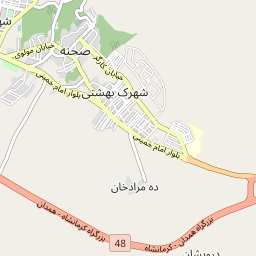 خیابان مولوی
صحنه
خیابان کارگر
شهرک بهشتی
بلوار امام خمینی
بلوار امام خمینی
ده مرادخان
48
بزرگراه کرمانشاه - همدان
بزرگراه همدان - کرمانشاه
درویشان